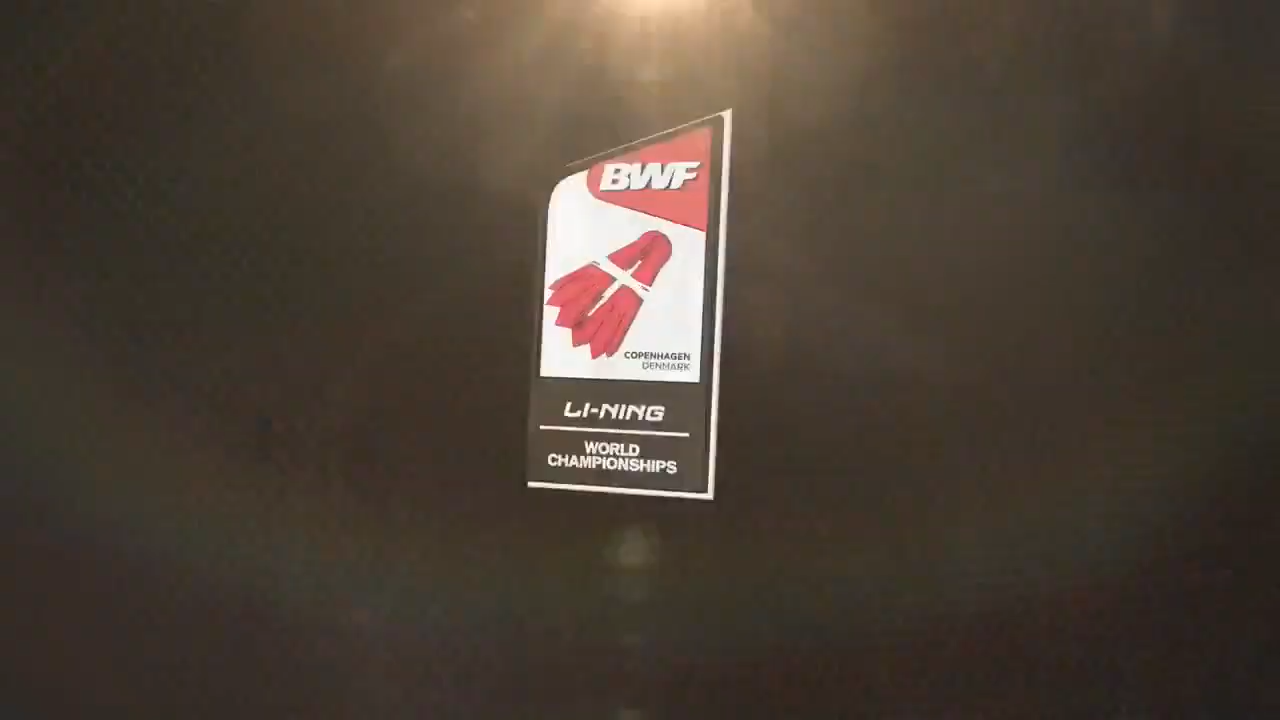 BWF
COPENHAGEN
DENMARK
LI-NING
WORLD
CHAMPIONSHIPS